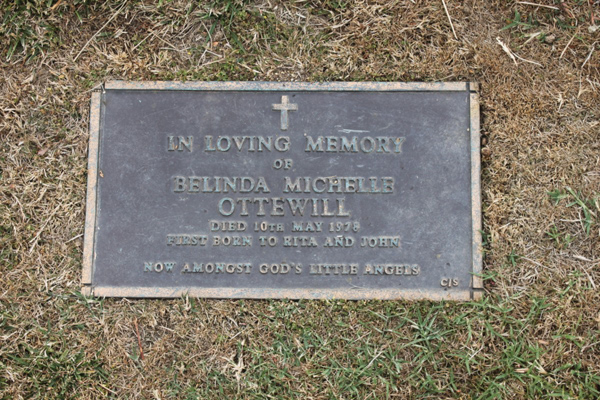 IN LOVING MEMORY
OF
BELINDA MICHELLE
OTTEWILL
DIED 10TH MAY 1978
FIRST BORN TO RITA AND JOHN
NOW AMONGST GOD'S LITTLE ANGELS
C/S